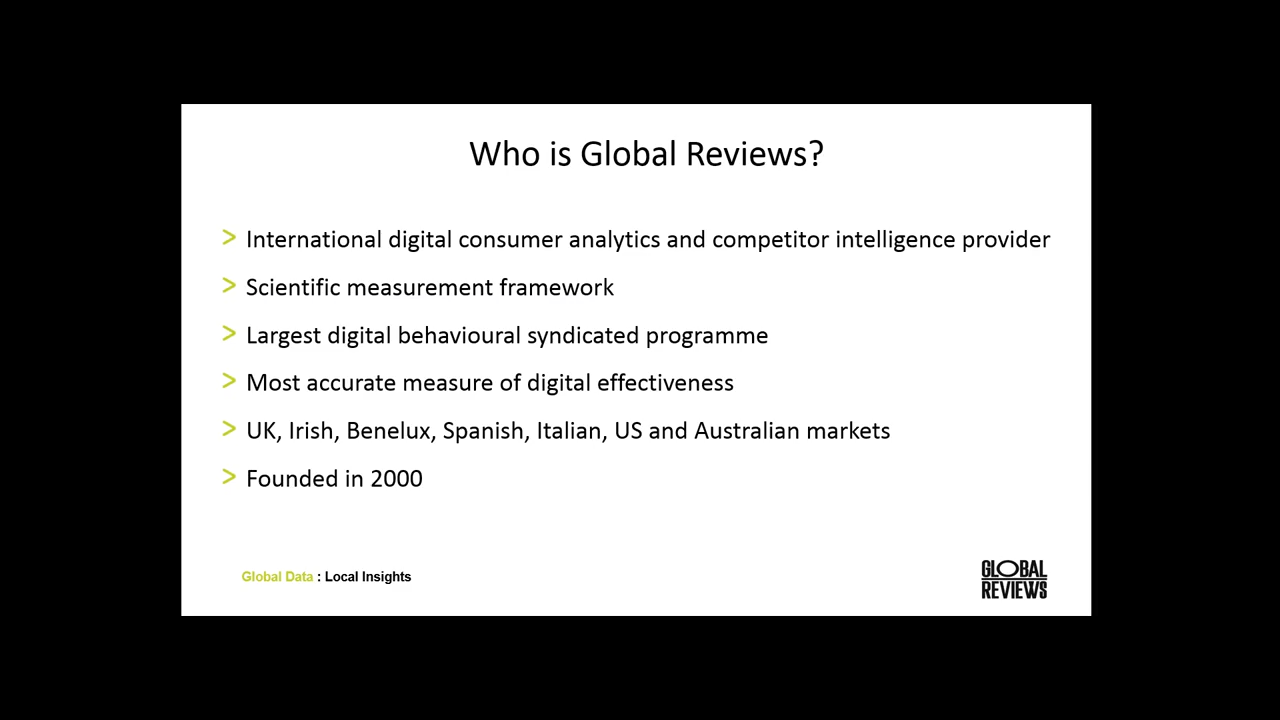 Who is Global Reviews?
> International digital consumer analytics and competitor intelligence provider
> Scientific measurement framework
> Largest digital behavioural syndicated programme
> Most accurate measure of digital effectiveness
> UK, Irish, Benelux, Spanish, Italian, US and Australian markets
> Founded in 2000
Global Data : Local Insights
GLOBAL
REVIEWS